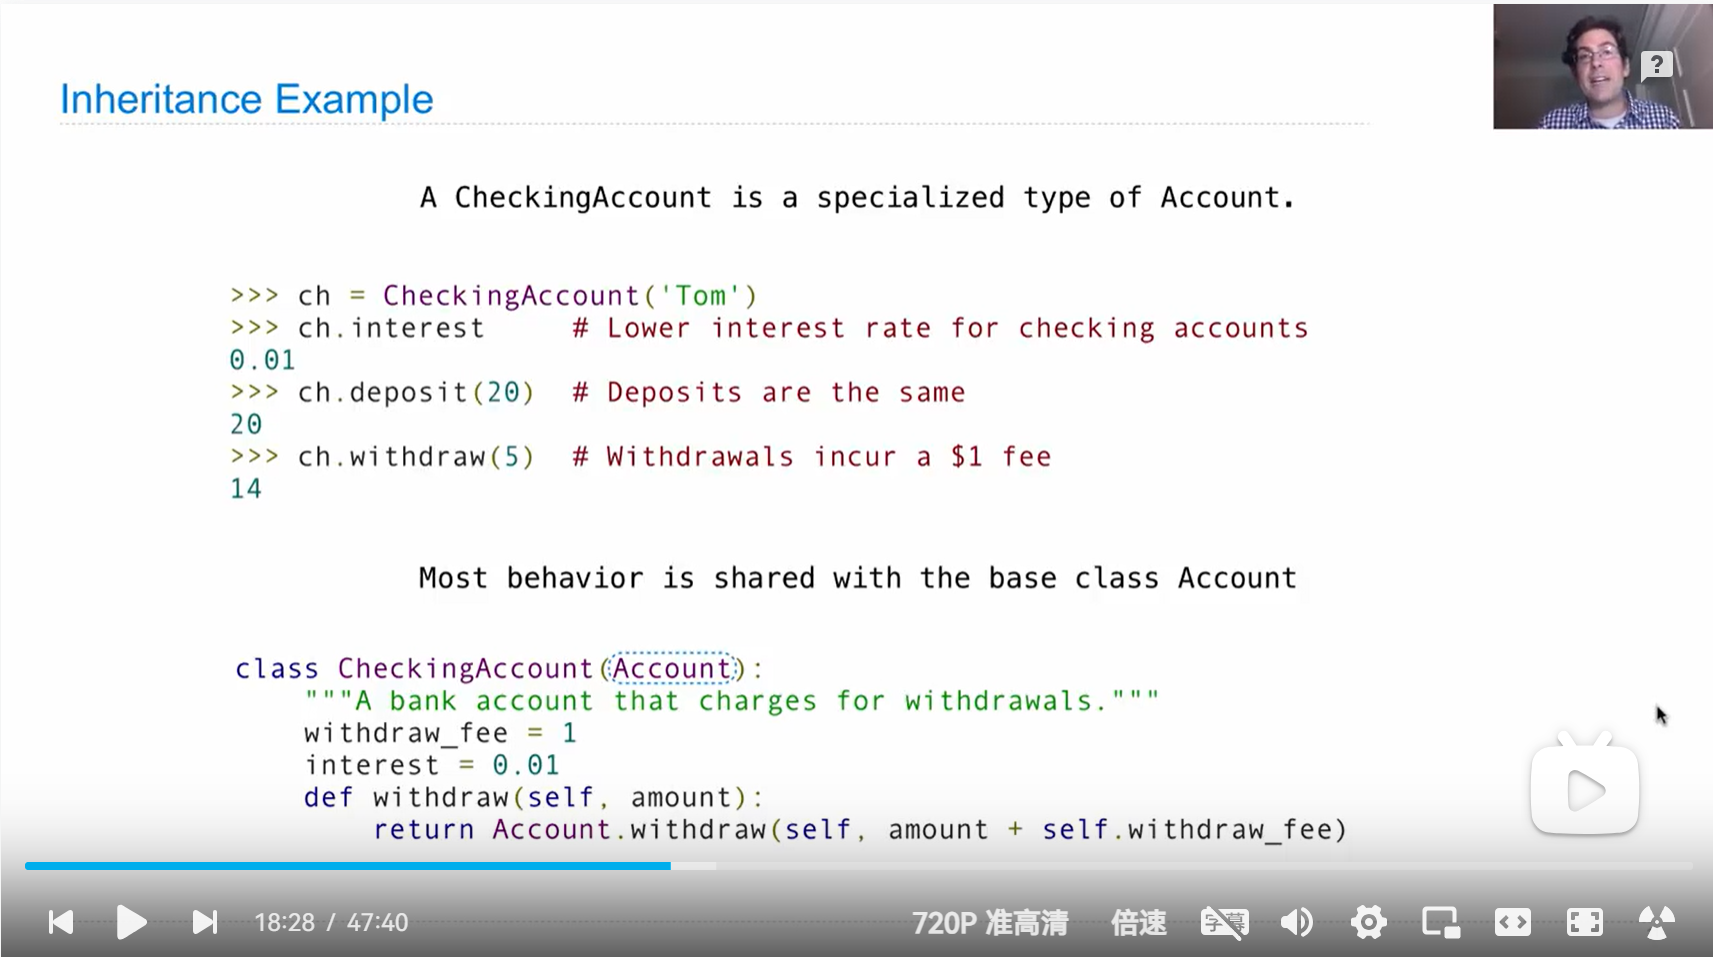 Inheritance Example
?
A CheckingAccount is a specialized type of Account.
>>> ch = CheckingAccount('Tom')
>>> ch.interest     # Lower interest rate for checking accounts
0.01
>>> ch.deposit(20)  # Deposits are the same
20
>>> ch.withdraw(5)  # Withdrawals incur a $1 fee
14
Most behavior is shared with the base class Account
class CheckingAccount(Account):
    """A bank account that charges for withdrawals."""
    withdraw_fee = 1
    interest = 0.01
    def withdraw(self, amount):
        return Account.withdraw(self, amount + self.withdraw_fee)
18:28 / 47:40 720P 准高清 倍速 字幕